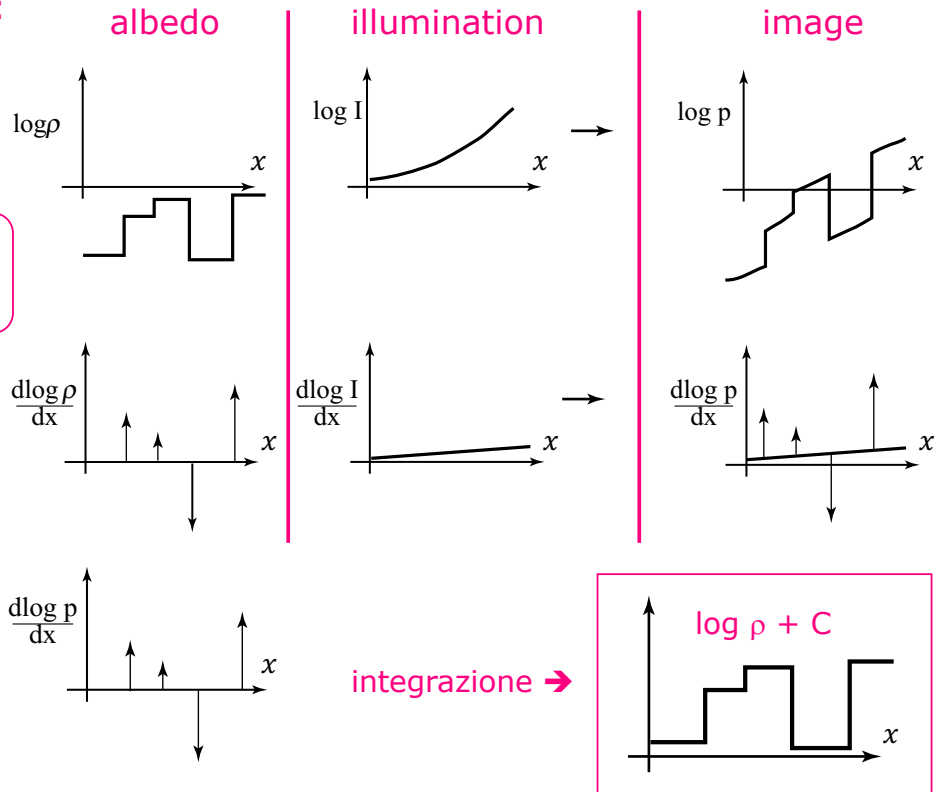 albedo
illumination
image
logρ
x
log I
x
log p
x
dlog ρ
dx
x
dlog I
dx
x
dlog p
dx
x
dlog p
dx
x
integrazione ➔
log ρ + C
x